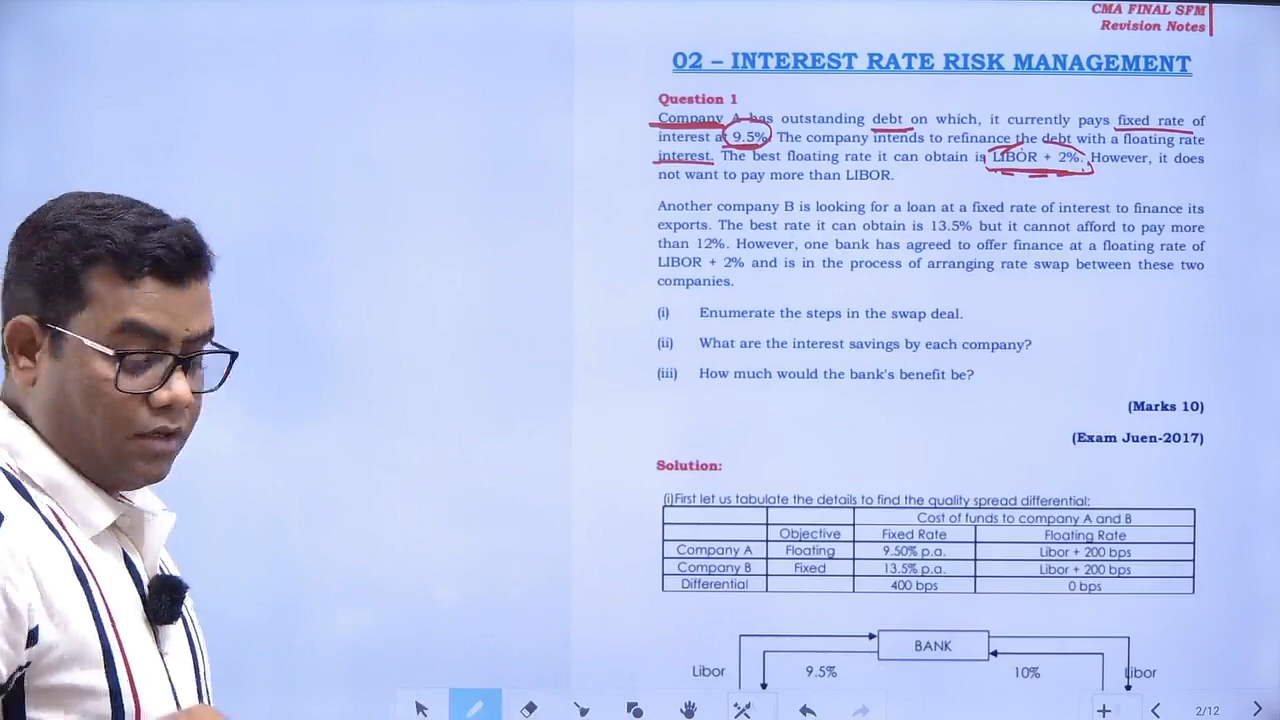 CMA FINAL SFM
Revision Notes
02 – INTEREST RATE RISK MANAGEMENT
Question 1
Company A has outstanding debt on which, it currently pays fixed rate of
interest at 9.5%. The company intends to refinance the debt with a floating rate
interest. The best floating rate it can obtain is LIBOR + 2%. However, it does
not want to pay more than LIBOR.
Another company B is looking for a loan at a fixed rate of interest to finance its
exports. The best rate it can obtain is 13.5% but it cannot afford to pay more
than 12%. However, one bank has agreed to offer finance at a floating rate of
LIBOR + 2% and is in the process of arranging rate swap between these two
companies.
(i) Enumerate the steps in the swap deal.
(ii) What are the interest savings by each company?
(iii) How much would the bank's benefit be?
(Marks 10)
(Exam Juen-2017)
Solution:
(i)First let us tabulate the details to find the quality spread differential:
Cost of funds to company A and B
Objective Fixed Rate Floating Rate
Company A Floating 9.50% p.a. Libor + 200 bps
Company B Fixed 13.5% p.a. Libor + 200 bps
Differential 400 bps 0 bps
BANK
Libor 9.5% 10% Libor
2/12